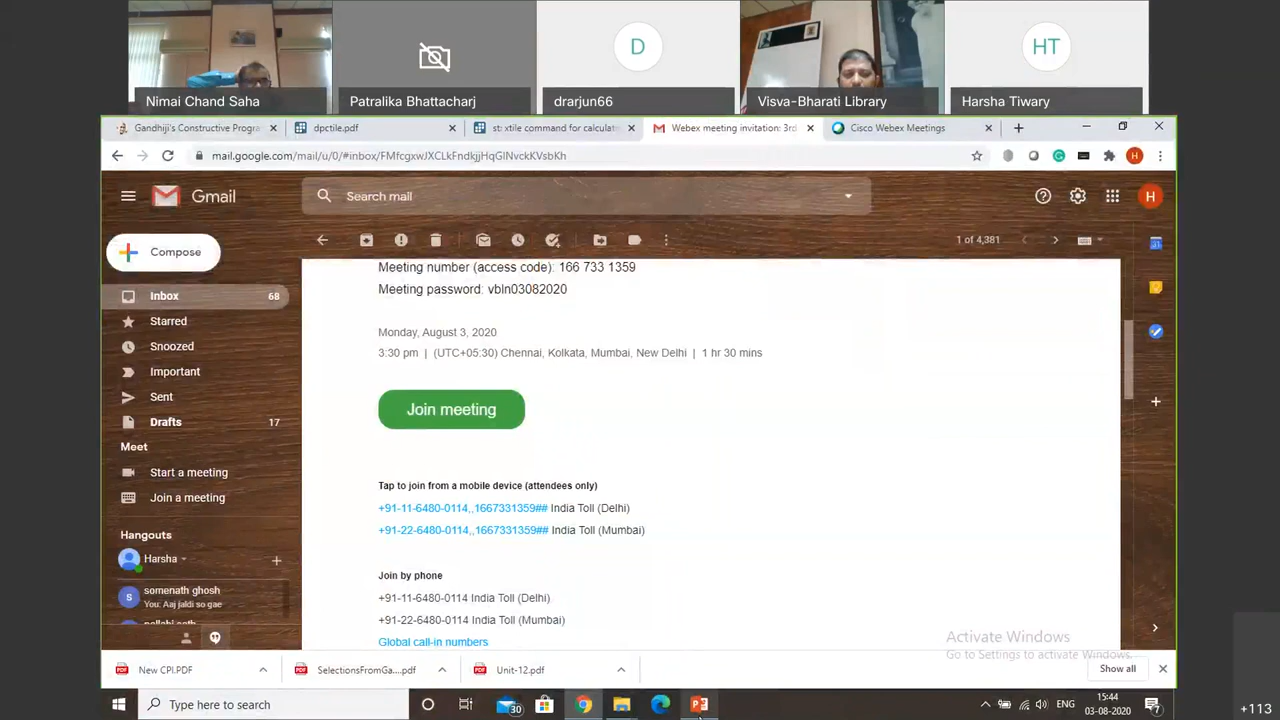 Nimai Chand Saha
Patralika Bhattacharj
D
drarjun66
Visva-Bharati Library
HT
Harsha Tiwary
Gandhiji's Constructive Progra
dpctile.pdf
st: xtile command for calculat
Webex meeting invitation: 3rd
Cisco Webex Meetings
mail.google.com/mail/u/0/#inbox/FMfcgxwJXCLkFndkjjHqGlNvckKVsbKh
H
Gmail
Search mail
H
Compose
1 of 4,381
Meeting number (access code): 166 733 1359
Meeting password: vbln03082020
Inbox 68
Starred
Snoozed
Important
Sent
Drafts 17
Meet
Start a meeting
Join a meeting
Hangouts
Harsha
somenath ghosh
You: Aaj jaldi so gae
Monday, August 3, 2020
3:30 pm | (UTC+05:30) Chennai, Kolkata, Mumbai, New Delhi | 1 hr 30 mins
Join meeting
Tap to join from a mobile device (attendees only)
+91-11-6480-0114,,1667331359## India Toll (Delhi)
+91-22-6480-0114,,1667331359## India Toll (Mumbai)
Join by phone
+91-11-6480-0114 India Toll (Delhi)
+91-22-6480-0114 India Toll (Mumbai)
Global call-in numbers
Activate Windows
Go to Settings to activate Windows.
New CPI.PDF
SelectionsFromGa....pdf
Unit-12.pdf
Show all
Type here to search
30
ENG
15:44
03-08-2020
7
+113